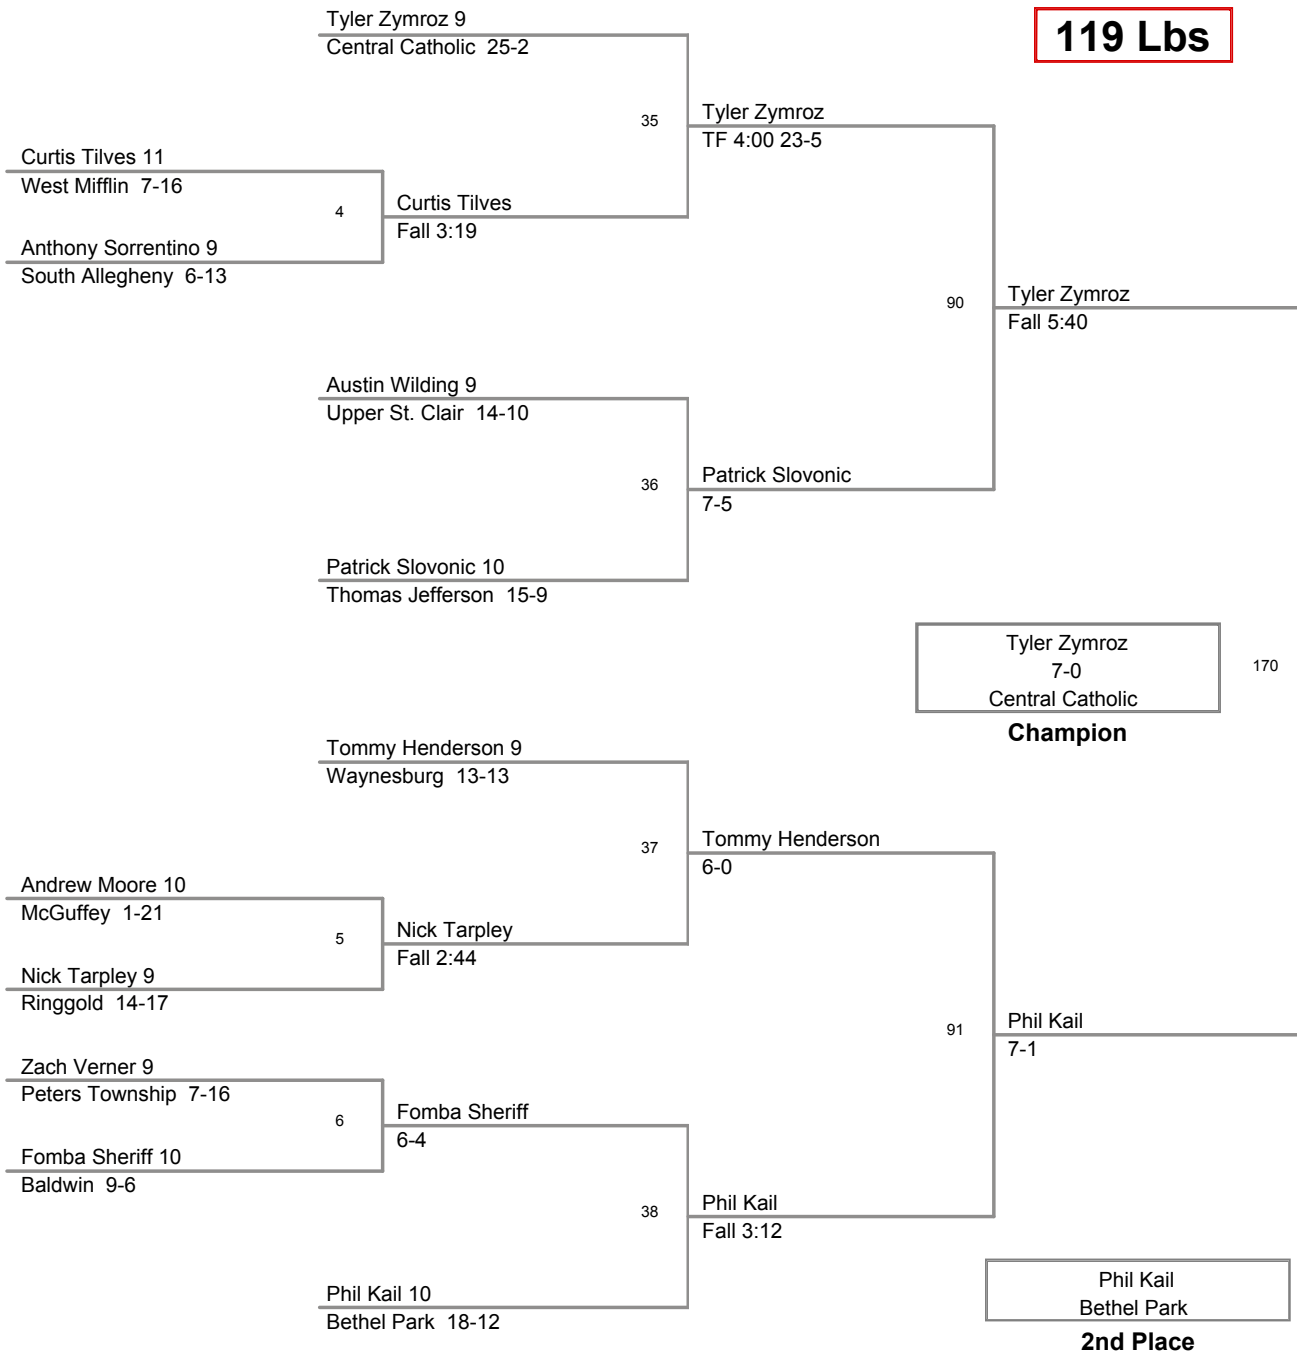 119 Lbs
Tyler Zymroz 9
Central Catholic  25-2
35
Tyler Zymroz
TF 4:00 23-5
Curtis Tilves 11
West Mifflin  7-16
4
Curtis Tilves
Fall 3:19
Anthony Sorrentino 9
South Allegheny  6-13
90
Tyler Zymroz
Fall 5:40
Austin Wilding 9
Upper St. Clair  14-10
36
Patrick Slovonic
7-5
Patrick Slovonic 10
Thomas Jefferson  15-9
Tyler Zymroz
7-0
Central Catholic
170
Champion
Tommy Henderson 9
Waynesburg  13-13
37
Tommy Henderson
6-0
Andrew Moore 10
McGuffey  1-21
5
Nick Tarpley
Fall 2:44
Nick Tarpley 9
Ringgold  14-17
91
Phil Kail
7-1
Zach Verner 9
Peters Township  7-16
6
Fomba Sheriff
6-4
Fomba Sheriff 10
Baldwin  9-6
38
Phil Kail
Fall 3:12
Phil Kail 10
Bethel Park  18-12
Phil Kail
Bethel Park
2nd Place